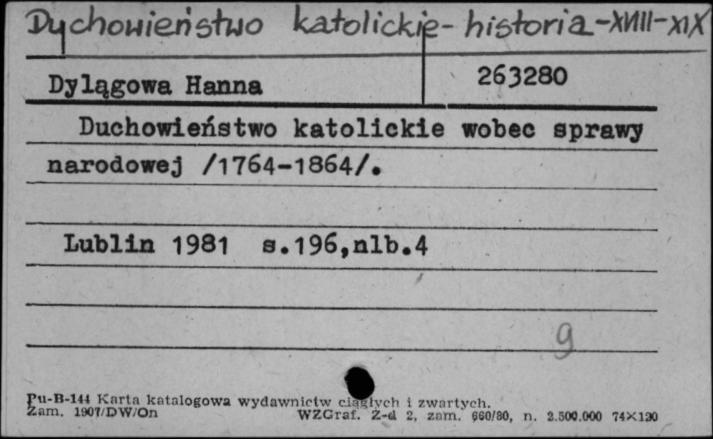 Duchowieństwo katolickie - historia - XVIII - XIX
Dylągowa Hanna 263280
Duchowieństwo katolickie wobec sprawy
narodowej /1764-1864/.
Lublin 1981 s.196,nlb.4
9
Pu-B-144 Karta katalogowa wydawnictw ciągłych i zwartych.
Zam. 1907/DW/On WZGraf. Z-d 2, zam. 660/80, n. 2.500.000 74×120